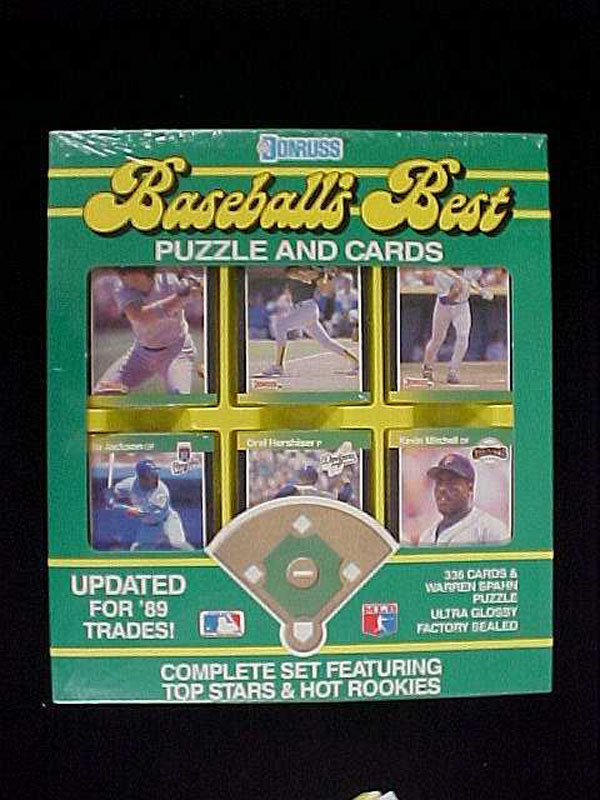 DONRUSS
Baseball's Best
PUZZLE AND CARDS
Bo Jackson OF
Orel Hershiser P
Kevin Mitchell OF
UPDATED
FOR '89
TRADES!
336 CARDS &
WARREN SPAHN
PUZZLE
ULTRA GLOSSY
FACTORY SEALED
COMPLETE SET FEATURING
TOP STARS & HOT ROOKIES